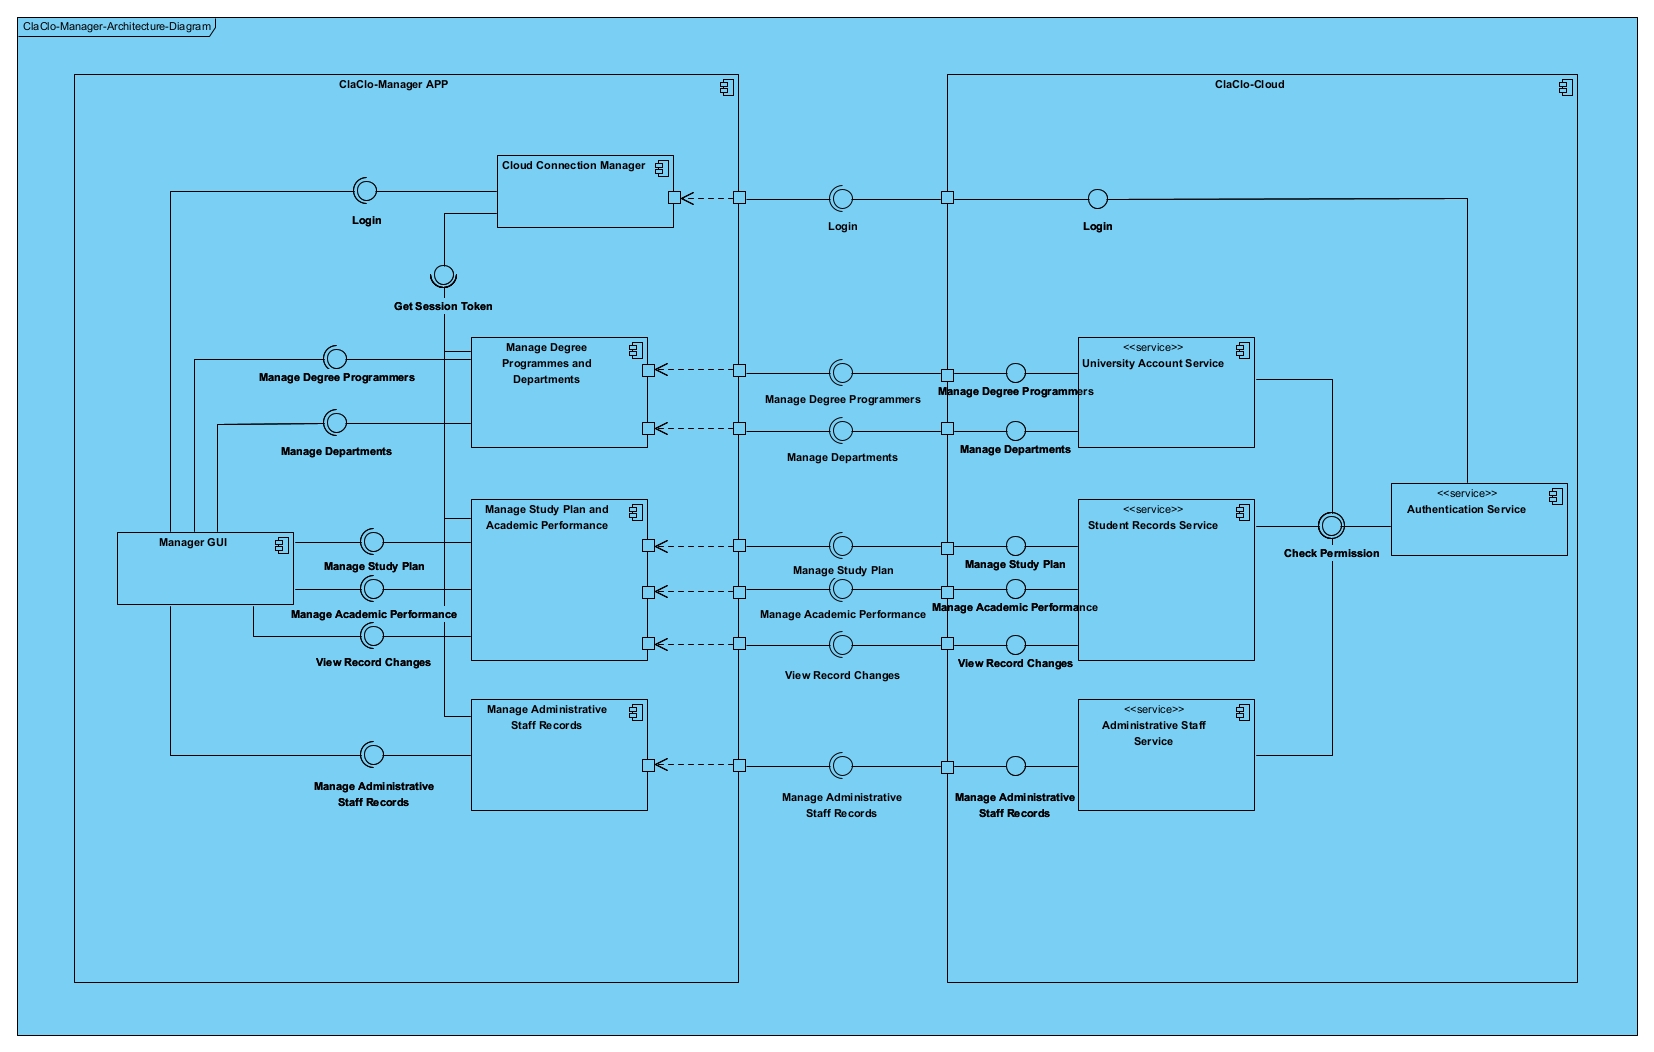 ClaClo-Manager-Architecture-Diagram
ClaClo-Manager APP
ClaClo-Cloud
Cloud Connection Manager
Login
Login
Login
Get Session Token
Manage Degree
Programmes and
Departments
Manage Degree Programmers
Manage Departments
Manage Degree Programmers
Manage Departments
Manage Degree Programmers
Manage Departments
<<service>>
University Account Service
<<service>>
Authentication Service
Check Permission
Manager GUI
Manage Study Plan and
Academic Performance
Manage Study Plan
Manage Academic Performance
View Record Changes
Manage Study Plan
Manage Academic Performance
View Record Changes
Manage Study Plan
Manage Academic Performance
View Record Changes
<<service>>
Student Records Service
Manage Administrative
Staff Records
Manage Administrative
Staff Records
Manage Administrative
Staff Records
Manage Administrative
Staff Records
<<service>>
Administrative Staff
Service